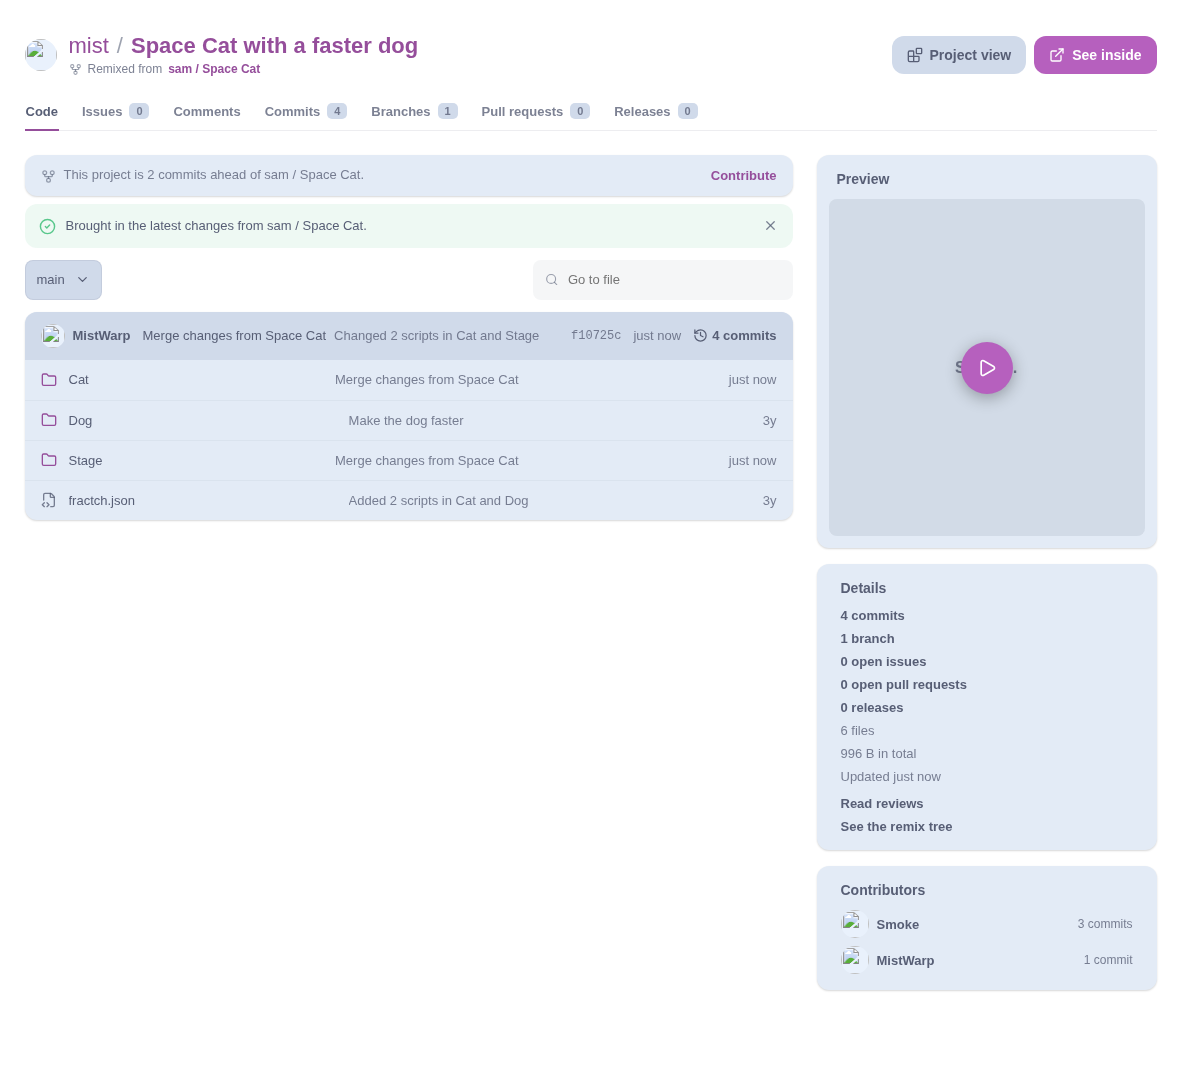 mist / Space Cat with a faster dog
Remixed from sam / Space Cat
Project view
See inside
Code
Issues 0
Comments
Commits 4
Branches 1
Pull requests 0
Releases 0
This project is 2 commits ahead of sam / Space Cat.
Contribute
Brought in the latest changes from sam / Space Cat.
main
Go to file
MistWarp Merge changes from Space Cat Changed 2 scripts in Cat and Stage f10725c just now 4 commits
Cat Merge changes from Space Cat just now
Dog Make the dog faster 3y
Stage Merge changes from Space Cat just now
fractch.json Added 2 scripts in Cat and Dog 3y
Preview
Details
4 commits
1 branch
0 open issues
0 open pull requests
0 releases
6 files
996 B in total
Updated just now
Read reviews
See the remix tree
Contributors
Smoke 3 commits
MistWarp 1 commit